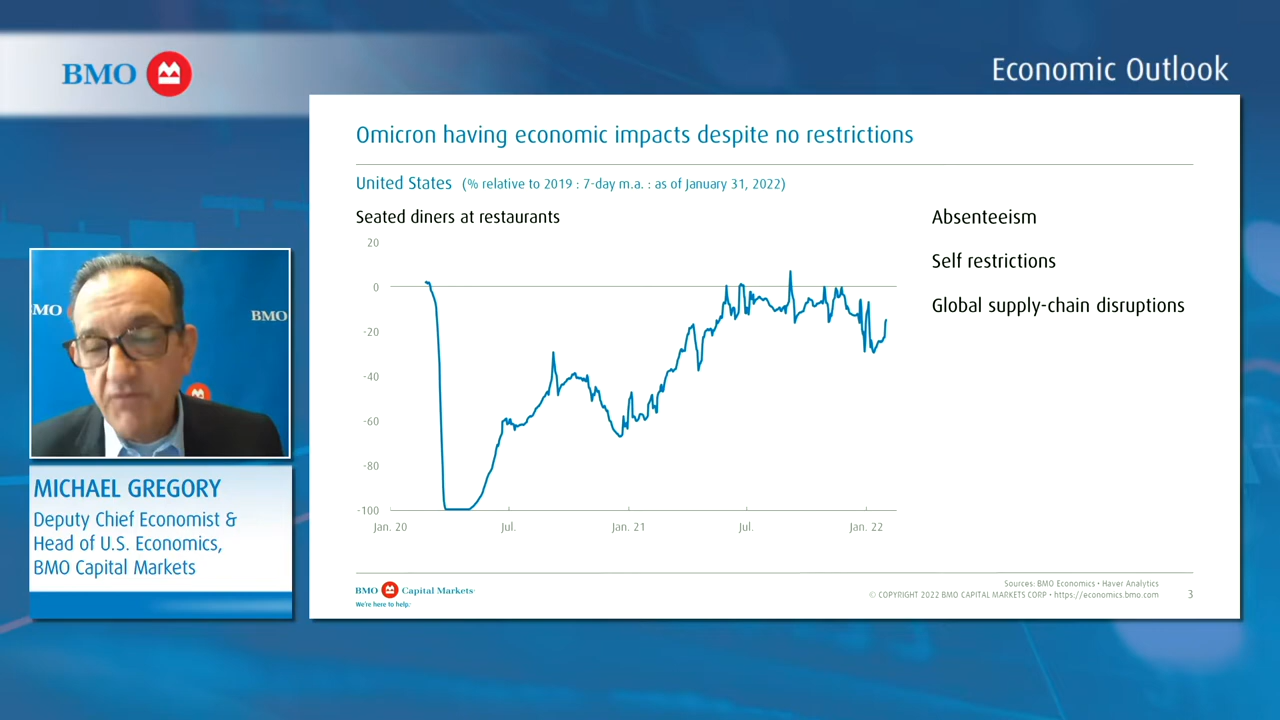 BMO
Economic Outlook
Omicron having economic impacts despite no restrictions
United States (% relative to 2019 : 7-day m.a. : as of January 31, 2022)
Seated diners at restaurants
20
0
-20
-40
-60
-80
-100
Jan. 20
Jul.
Jan. 21
Jul.
Jan. 22
Absenteeism
Self restrictions
Global supply-chain disruptions
MO
BMO
MICHAEL GREGORY
Deputy Chief Economist &
Head of U.S. Economics,
BMO Capital Markets
BMO Capital Markets
We're here to help.
Sources: BMO Economics • Haver Analytics
© COPYRIGHT 2022 BMO CAPITAL MARKETS CORP • https://economics.bmo.com
3